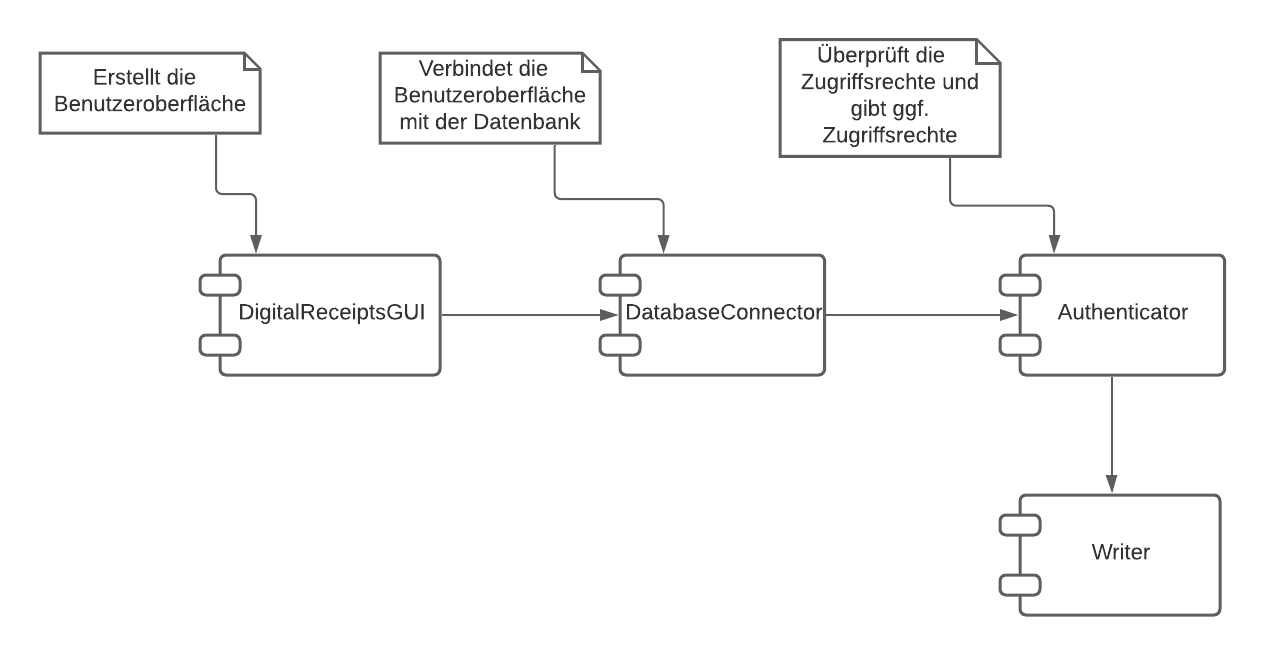 Erstellt die
Benutzeroberfläche
Verbindet die
Benutzeroberfläche
mit der Datenbank
Überprüft die
Zugriffsrechte und
gibt ggf.
Zugriffsrechte
DigitalReceiptsGUI
DatabaseConnector
Authenticator
Writer